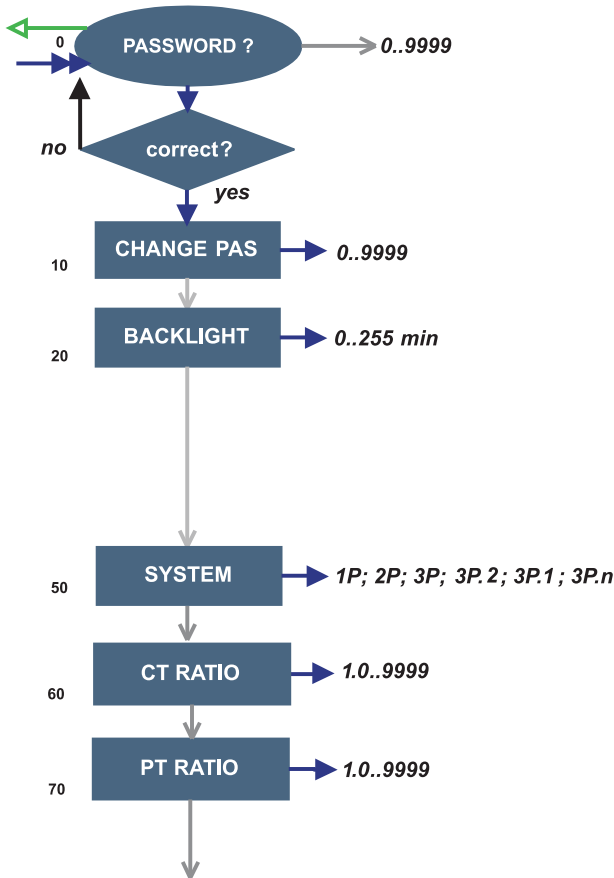 0 PASSWORD ? 0..9999
correct?
no
yes
10 CHANGE PAS 0..9999
20 BACKLIGHT 0..255 min
50 SYSTEM 1P; 2P; 3P; 3P.2; 3P.1; 3P.n
60 CT RATIO 1.0..9999
70 PT RATIO 1.0..9999